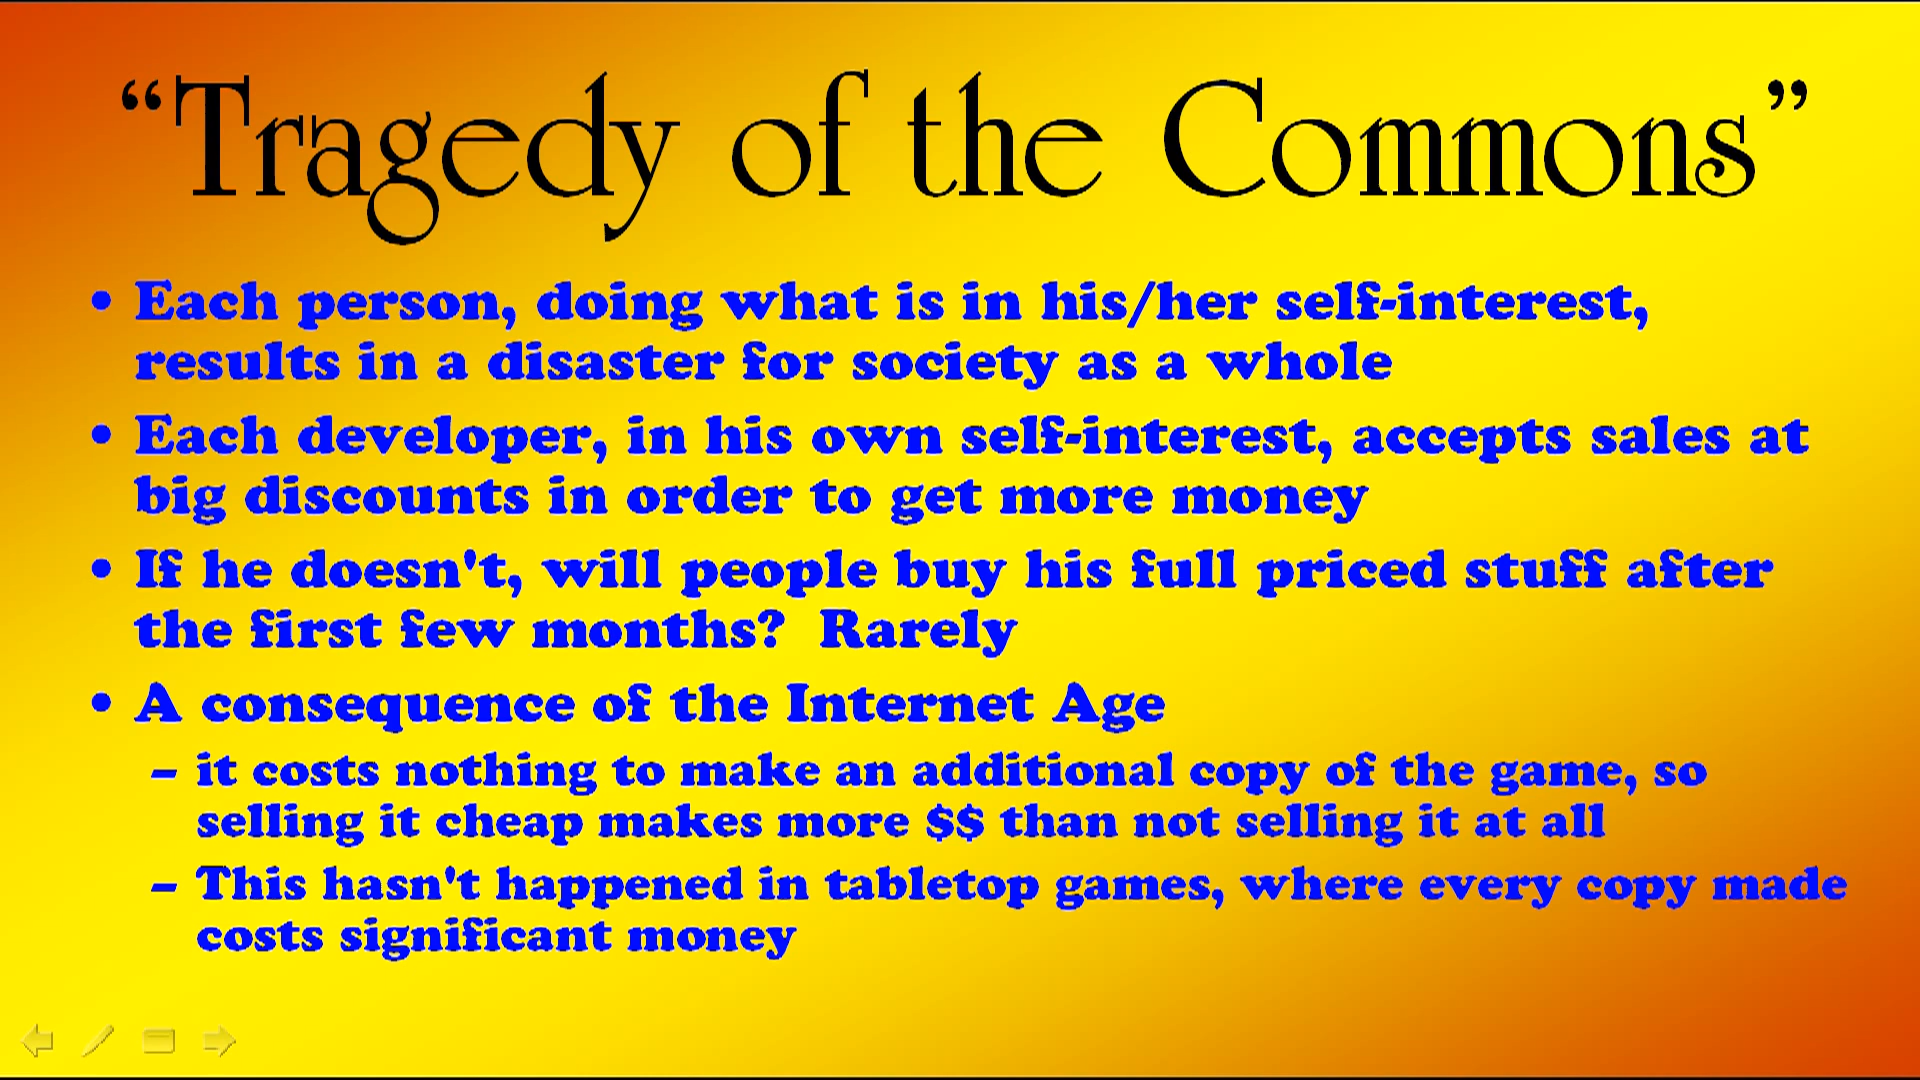 “Tragedy of the Commons”
• Each person, doing what is in his/her self-interest,
results in a disaster for society as a whole
• Each developer, in his own self-interest, accepts sales at
big discounts in order to get more money
• If he doesn't, will people buy his full priced stuff after
the first few months?  Rarely
• A consequence of the Internet Age
– it costs nothing to make an additional copy of the game, so
selling it cheap makes more $$ than not selling it at all
– This hasn't happened in tabletop games, where every copy made
costs significant money